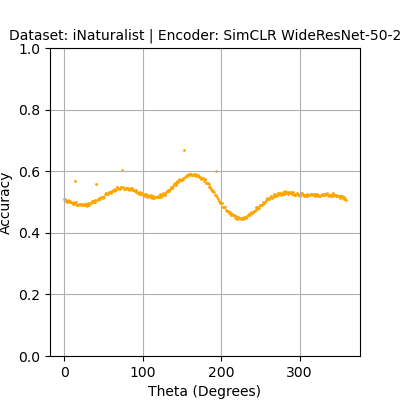 Dataset: iNaturalist | Encoder: SimCLR WideResNet-50-2
1.0
0.8
0.6
0.4
0.2
0.0
Accuracy
0 100 200 300
Theta (Degrees)